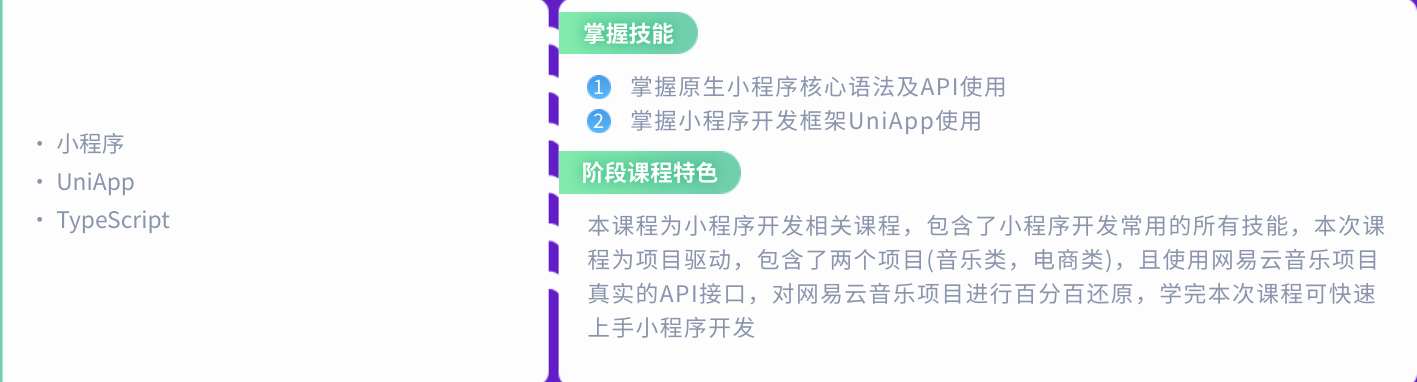 · 小程序
· UniApp
· TypeScript
掌握技能
1 掌握原生小程序核心语法及API使用
2 掌握小程序开发框架UniApp使用
阶段课程特色
本课程为小程序开发相关课程，包含了小程序开发常用的所有技能，本次课
程为项目驱动，包含了两个项目(音乐类，电商类)，且使用网易云音乐项目
真实的API接口，对网易云音乐项目进行百分百还原，学完本次课程可快速
上手小程序开发